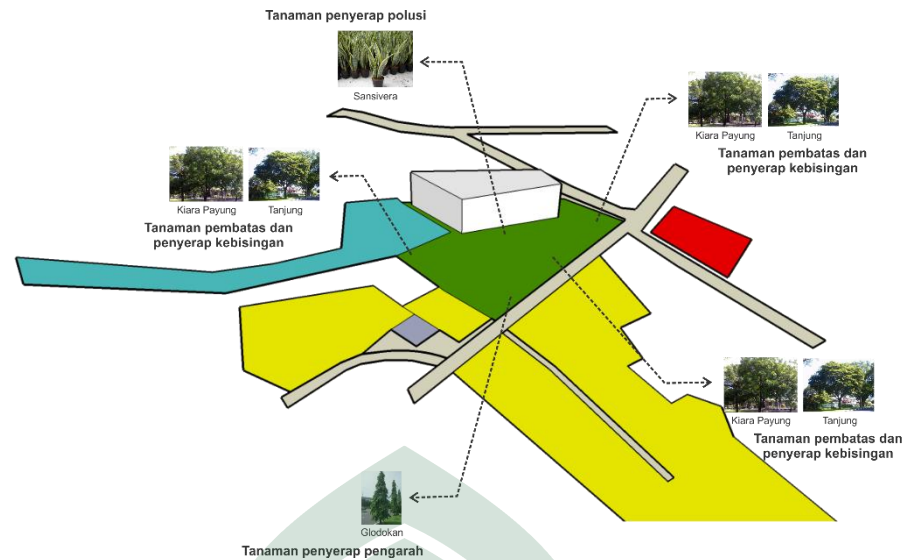 Tanaman penyerap polusi
Sansivera
Kiara Payung
Tanjung
Tanaman pembatas dan
penyerap kebisingan
Kiara Payung
Tanjung
Tanaman pembatas dan
penyerap kebisingan
Kiara Payung
Tanjung
Tanaman pembatas dan
penyerap kebisingan
Glodokan
Tanaman penyerap pengarah